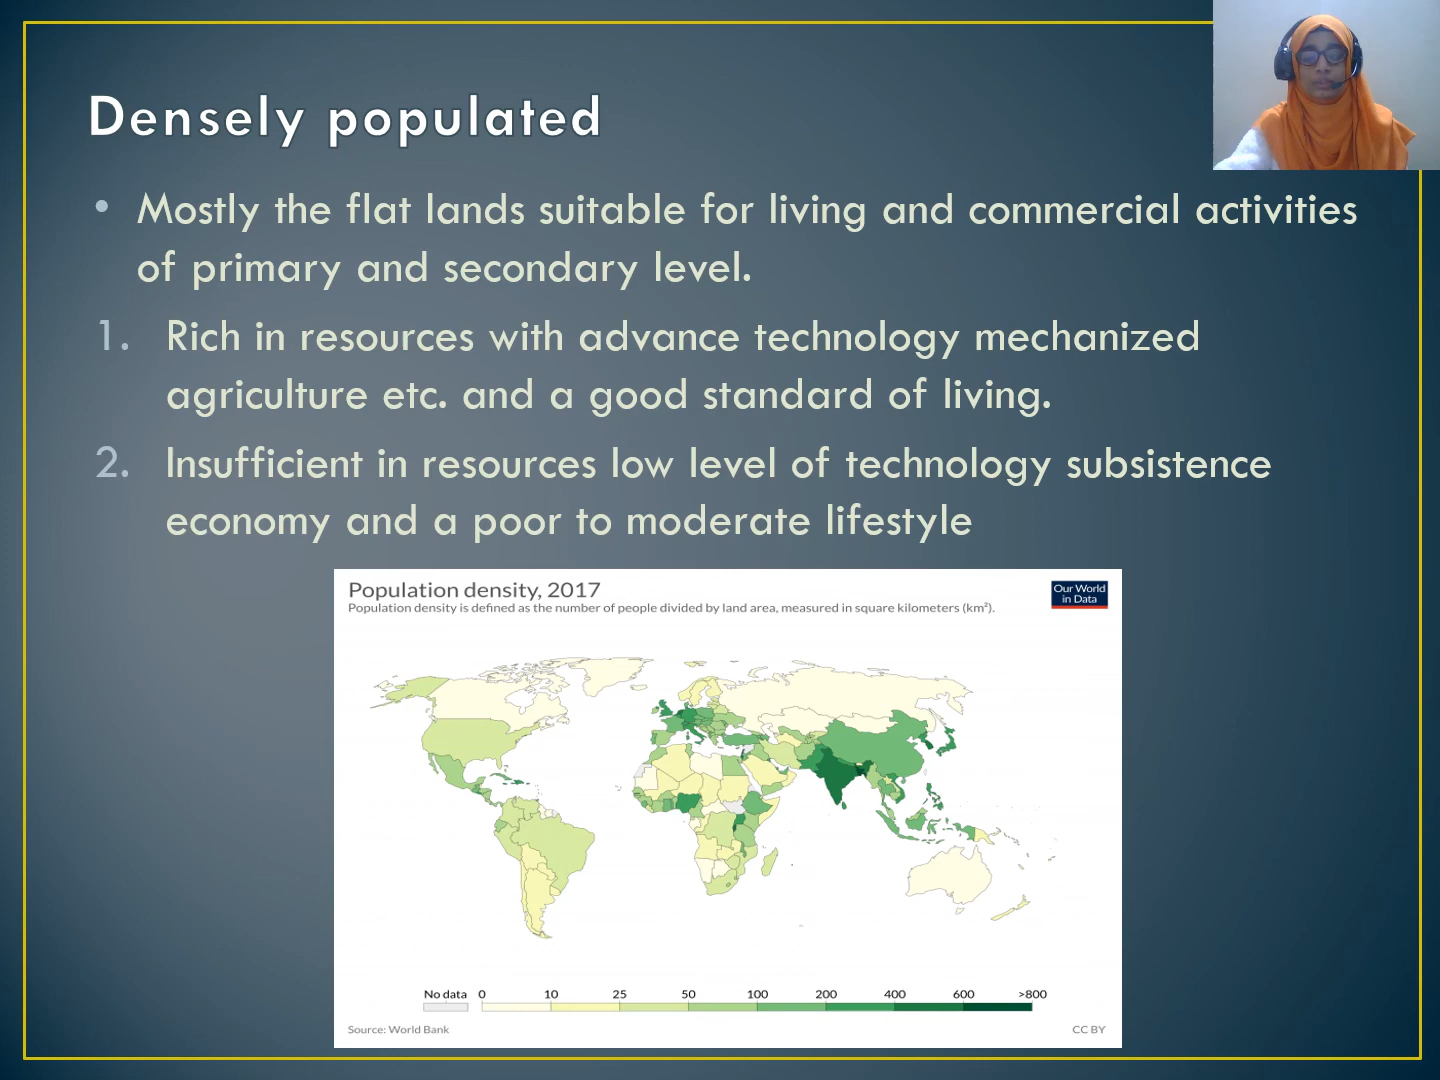 Densely populated
• Mostly the flat lands suitable for living and commercial activities
of primary and secondary level.
1. Rich in resources with advance technology mechanized
agriculture etc. and a good standard of living.
2. Insufficient in resources low level of technology subsistence
economy and a poor to moderate lifestyle
Population density, 2017
Population density is defined as the number of people divided by land area, measured in square kilometers (km²).
Our World
in Data
No data 0 10 25 50 100 200 400 600 >800
Source: World Bank
CC BY